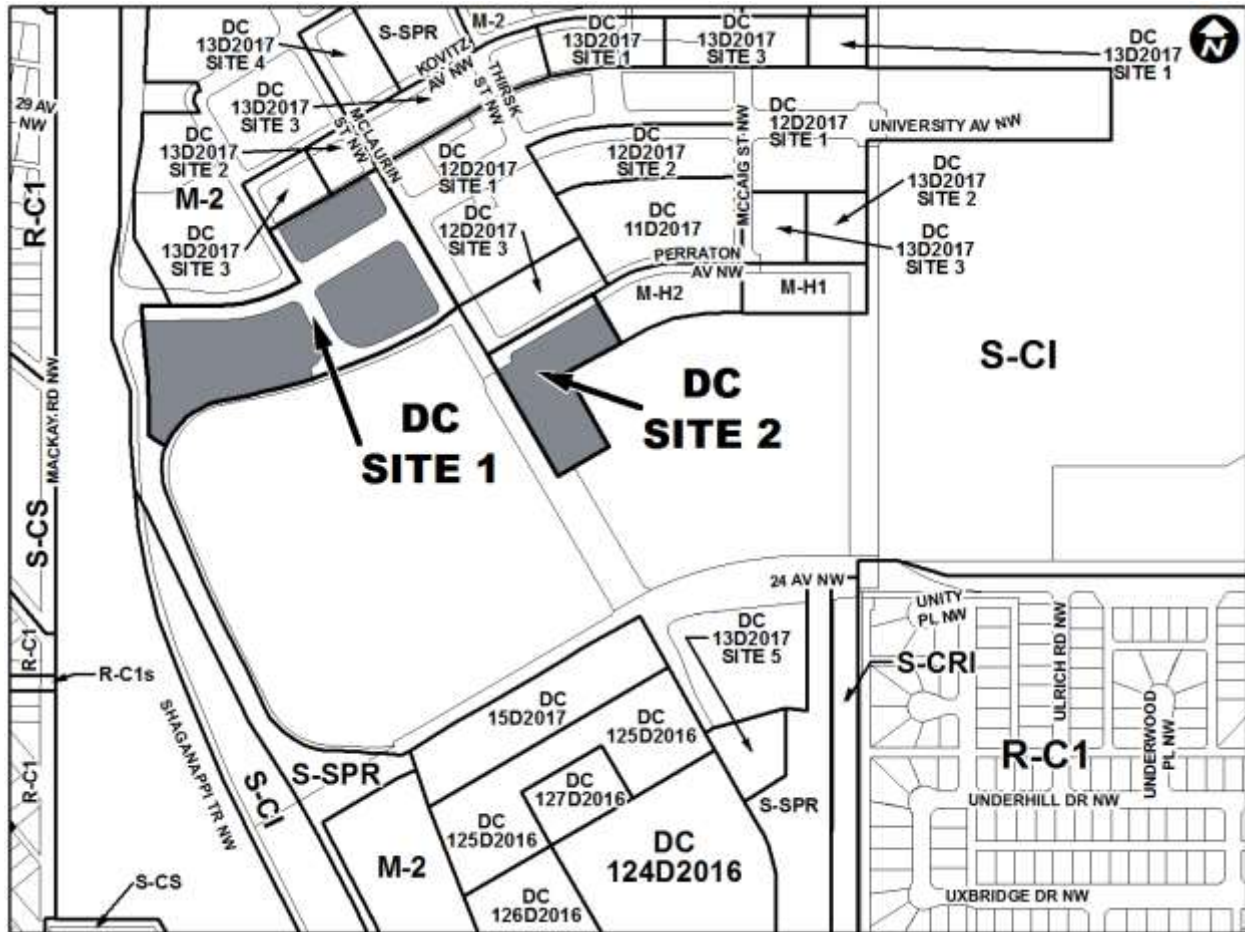 S-SPR
M-2
DC
13D2017
SITE 4
KOVITZ
AV NW
DC
13D2017
SITE 1
DC
13D2017
SITE 3
DC
13D2017
SITE 1
N
29 AV
NW
DC
13D2017
SITE 3
THIRSK
ST NW
DC
13D2017
SITE 2
MCLAURIN
ST NW
DC
12D2017
SITE 1
DC
12D2017
SITE 2
MCCAIG ST NW
DC
12D2017
SITE 1
UNIVERSITY AV NW
R-C1
M-2
DC
13D2017
SITE 3
DC
12D2017
SITE 3
DC
11D2017
DC
13D2017
SITE 2
DC
13D2017
SITE 3
PERRATON
AV NW
M-H2
M-H1
S-CI
MACKAY RD NW
DC
SITE 1
DC
SITE 2
S-CS
24 AV NW
UNITY
PL NW
R-C1
R-C1s
DC
13D2017
SITE 5
S-CRI
ULRICH RD NW
UNDERWOOD
PL NW
R-C1
SHAGANAPPI TR NW
15D2017
DC
125D2016
R-C1
S-CI
S-SPR
DC
127D2016
S-SPR
UNDERHILL DR NW
DC
125D2016
M-2
DC
124D2016
S-CS
DC
126D2016
UXBRIDGE DR NW
DC